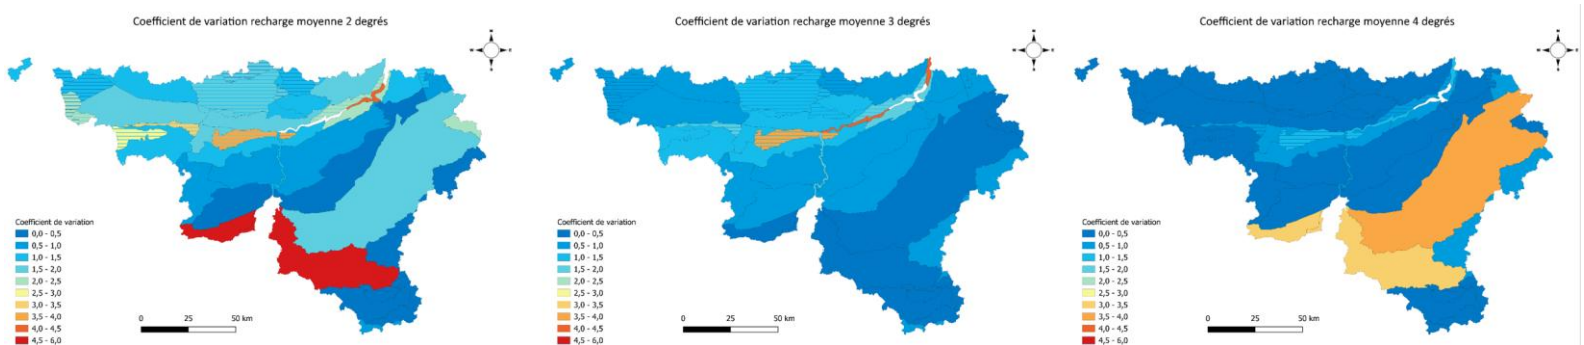 Coefficient de variation recharge moyenne 2 degrés
N
W E
S
Coefficient de variation
0,0 - 0,5
0,5 - 1,0
1,0 - 1,5
1,5 - 2,0
2,0 - 2,5
2,5 - 3,0
3,0 - 3,5
3,5 - 4,0
4,0 - 4,5
4,5 - 6,0
0 25 50 km
Coefficient de variation recharge moyenne 3 degrés
N
W E
S
Coefficient de variation
0,0 - 0,5
0,5 - 1,0
1,0 - 1,5
1,5 - 2,0
2,0 - 2,5
2,5 - 3,0
3,0 - 3,5
3,5 - 4,0
4,0 - 4,5
4,5 - 6,0
0 25 50 km
Coefficient de variation recharge moyenne 4 degrés
N
W E
S
Coefficient de variation
0,0 - 0,5
0,5 - 1,0
1,0 - 1,5
1,5 - 2,0
2,0 - 2,5
2,5 - 3,0
3,0 - 3,5
3,5 - 4,0
4,0 - 4,5
4,5 - 6,0
0 25 50 km